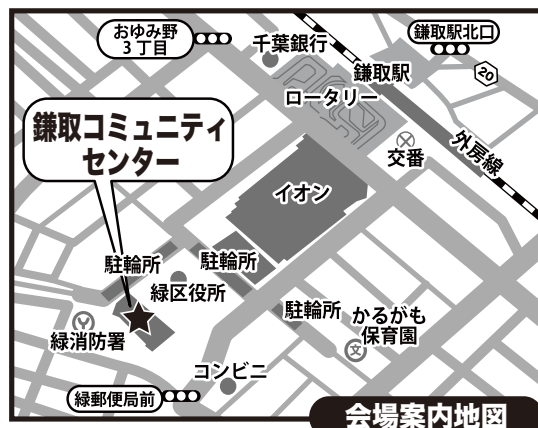 おゆみ野
3丁目
千葉銀行
鎌取駅北口
鎌取駅
20
ロータリー
外房線
交番
鎌取コミュニティ
センター
イオン
駐輪所
駐輪所
緑区役所
駐輪所
かるがも
保育園
文
緑消防署
コンビニ
緑郵便局前
会場案内地図